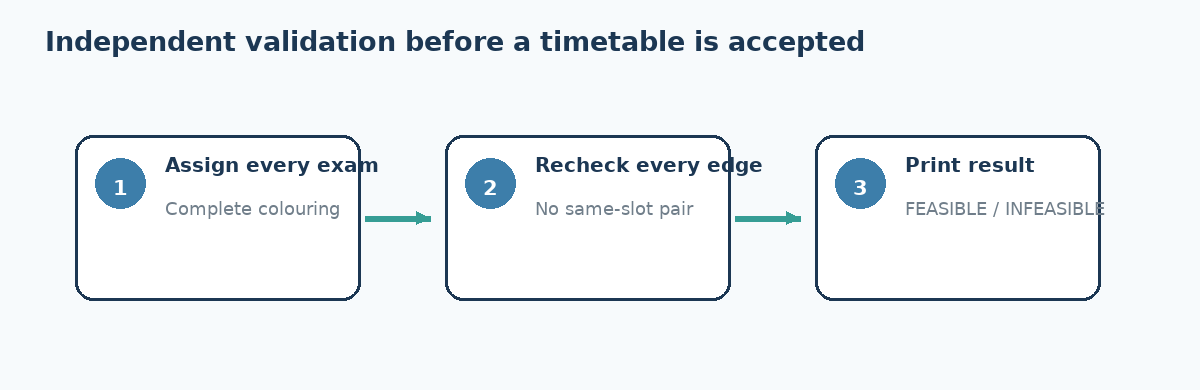 Independent validation before a timetable is accepted
1
Assign every exam
Complete colouring
2
Recheck every edge
No same-slot pair
3
Print result
FEASIBLE / INFEASIBLE